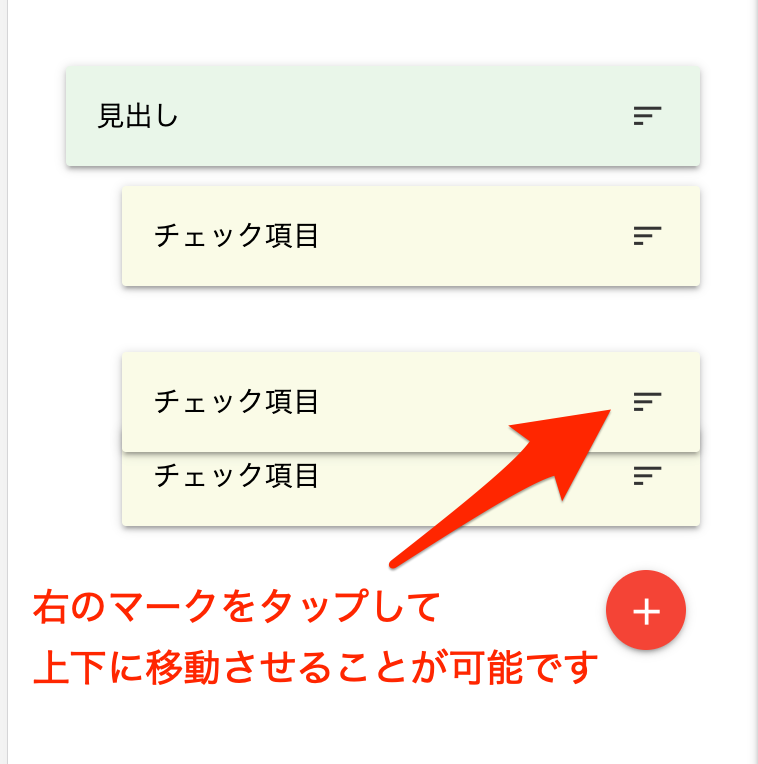 見出し
チェック項目
チェック項目
チェック項目
右のマークをタップして
上下に移動させることが可能です